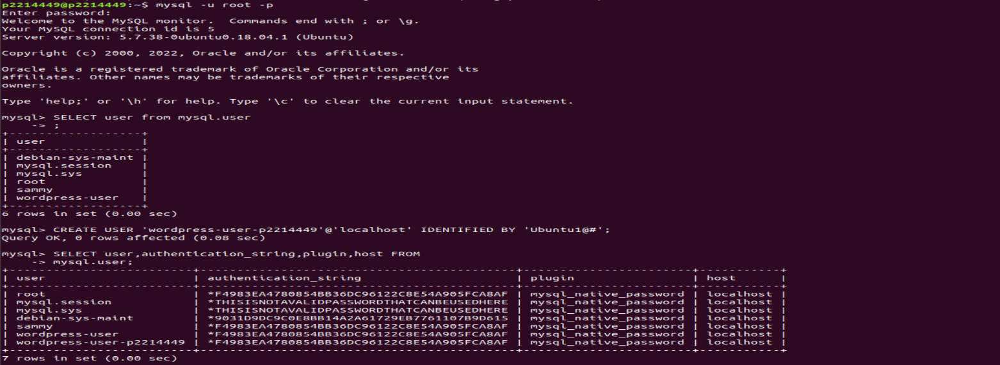 p2214449@p2214449:~$ mysql -u root -p
Enter password:
Welcome to the MySQL monitor.  Commands end with ; or \g.
Your MySQL connection id is 5
Server version: 5.7.38-0ubuntu0.18.04.1 (Ubuntu)

Copyright (c) 2000, 2022, Oracle and/or its affiliates.

Oracle is a registered trademark of Oracle Corporation and/or its
affiliates. Other names may be trademarks of their respective
owners.

Type 'help;' or '\h' for help. Type '\c' to clear the current input statement.

mysql> SELECT user from mysql.user
    -> ;
+------------------+
| user             |
+------------------+
| debian-sys-maint |
| mysql.session    |
| mysql.sys        |
| root             |
| sammy            |
| wordpress-user   |
+------------------+
6 rows in set (0.00 sec)

mysql> CREATE USER 'wordpress-user-p2214449'@'localhost' IDENTIFIED BY 'Ubuntu1@#';
Query OK, 0 rows affected (0.08 sec)

mysql> SELECT user,authentication_string,plugin,host FROM
    -> mysql.user;
+-------------------------+-------------------------------------------+-----------------------+-----------+
| user                    | authentication_string                     | plugin                | host      |
+-------------------------+-------------------------------------------+-----------------------+-----------+
| root                    | *F4983EA4780854BB36DC96122C8E54A905FCA8AF | mysql_native_password | localhost |
| mysql.session           | *THISISNOTAVALIDPASSWORDTHATCANBEUSEDHERE | mysql_native_password | localhost |
| mysql.sys               | *THISISNOTAVALIDPASSWORDTHATCANBEUSEDHERE | mysql_native_password | localhost |
| debian-sys-maint        | *9031D9DC9C0E8BB14A2A61729EB7761107B9D615 | mysql_native_password | localhost |
| sammy                   | *F4983EA4780854BB36DC96122C8E54A905FCA8AF | mysql_native_password | localhost |
| wordpress-user          | *F4983EA4780854BB36DC96122C8E54A905FCA8AF | mysql_native_password | localhost |
| wordpress-user-p2214449 | *F4983EA4780854BB36DC96122C8E54A905FCA8AF | mysql_native_password | localhost |
+-------------------------+-------------------------------------------+-----------------------+-----------+
7 rows in set (0.00 sec)